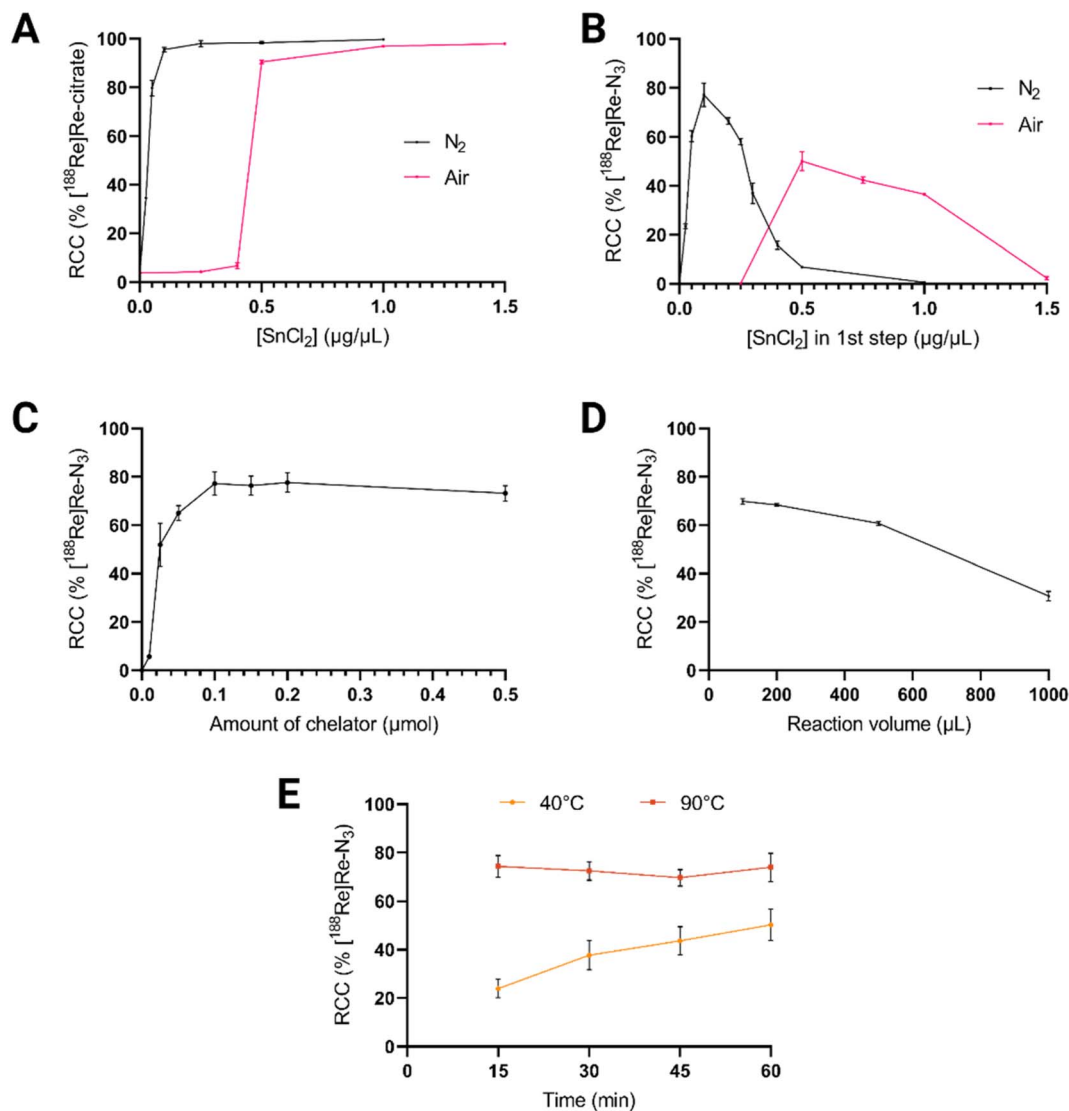 A
RCC (% [¹⁸⁸Re]Re-citrate)
100
80
60
40
20
0
N₂
Air
0.0 0.5 1.0 1.5
[SnCl₂] (µg/µL)
B
RCC (% [¹⁸⁸Re]Re-N₃)
100
80
60
40
20
0
N₂
Air
0.0 0.5 1.0 1.5
[SnCl₂] in 1st step (µg/µL)
C
RCC (% [¹⁸⁸Re]Re-N₃)
100
80
60
40
20
0
0.0 0.1 0.2 0.3 0.4 0.5
Amount of chelator (µmol)
D
RCC (% [¹⁸⁸Re]Re-N₃)
100
80
60
40
20
0
0 200 400 600 800 1000
Reaction volume (µL)
E
40°C 90°C
RCC (% [¹⁸⁸Re]Re-N₃)
100
80
60
40
20
0
0 15 30 45 60
Time (min)